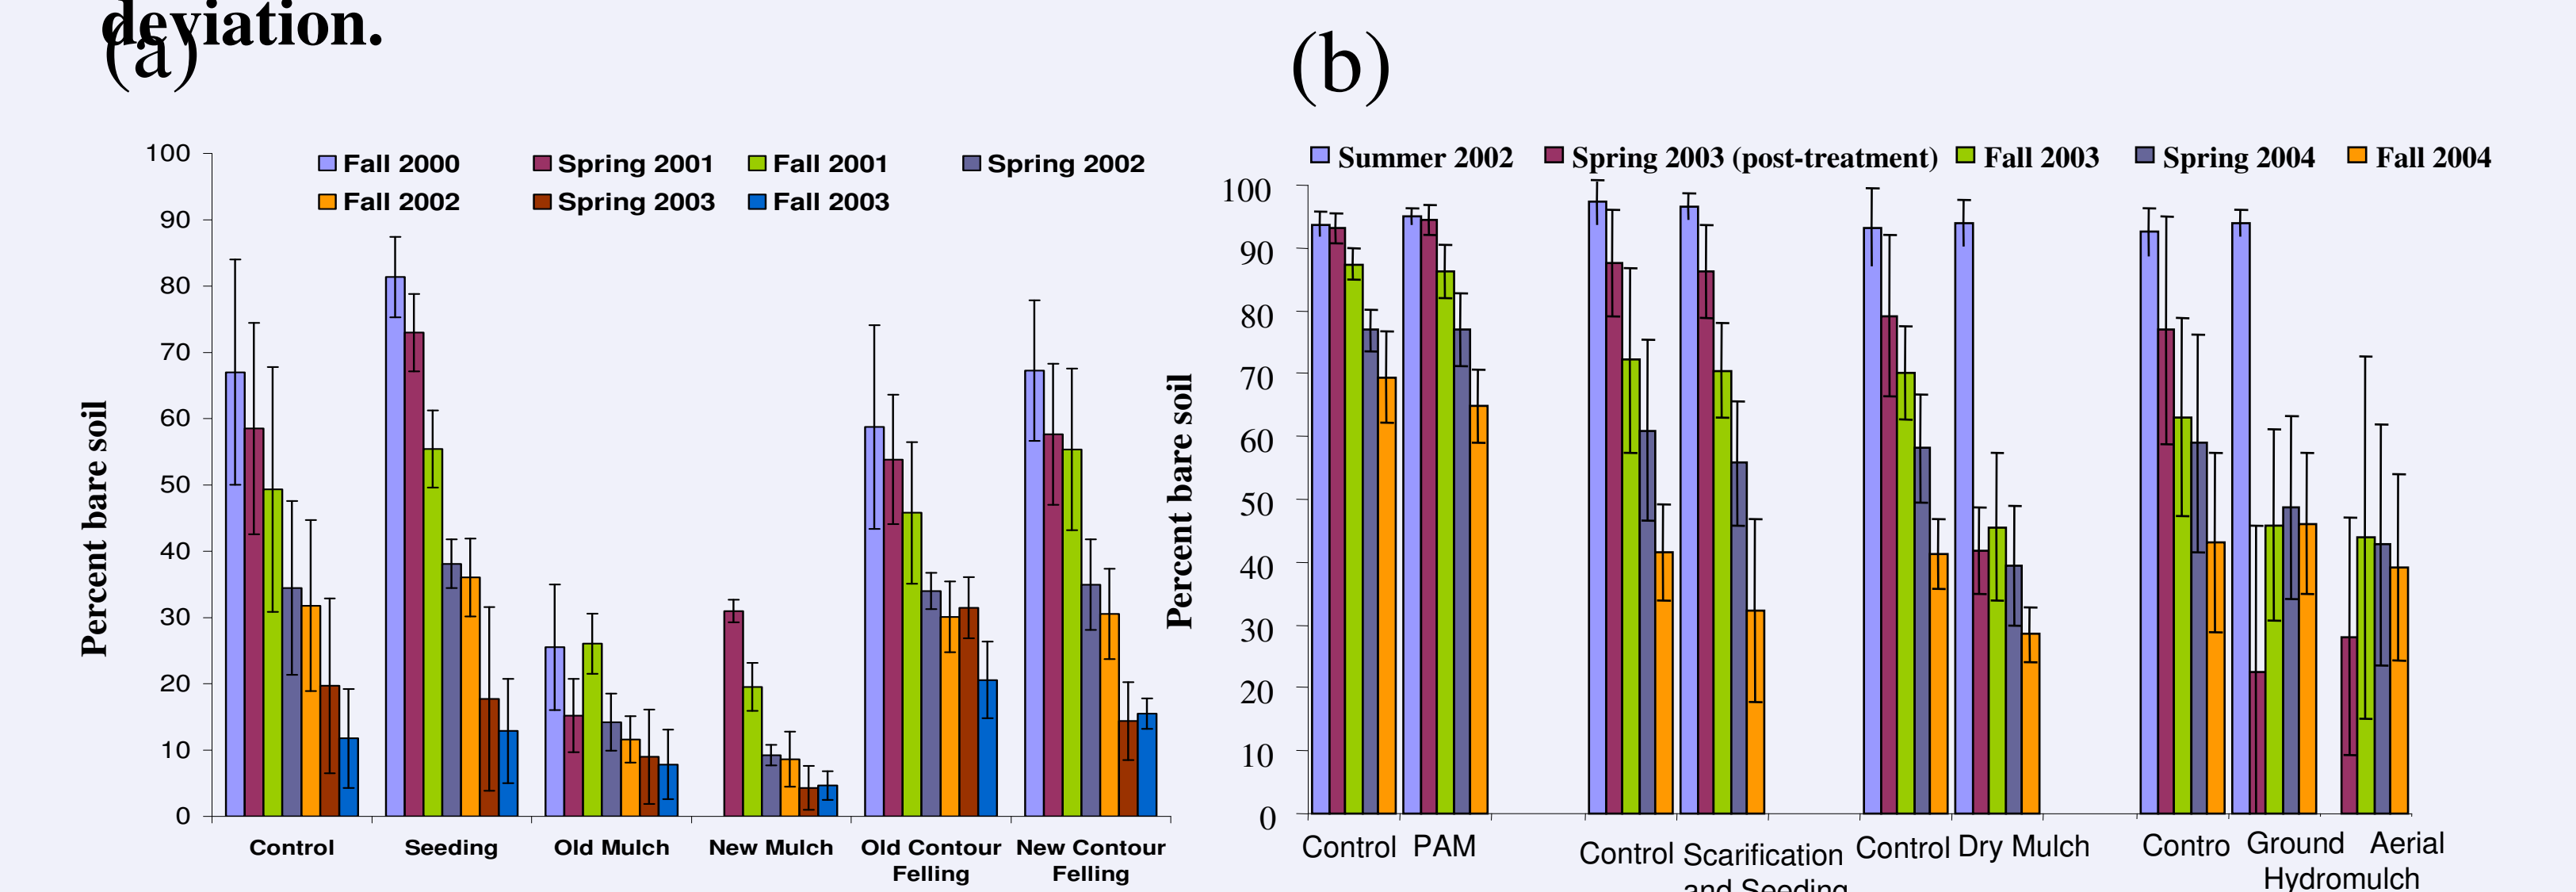 deviation.
(a)
(b)
Fall 2000 Spring 2001 Fall 2001 Spring 2002
Fall 2002 Spring 2003 Fall 2003
Percent bare soil
100
90
80
70
60
50
40
30
20
10
0
Control Seeding Old Mulch New Mulch Old Contour New Contour
Felling Felling
Summer 2002 Spring 2003 (post-treatment) Fall 2003 Spring 2004 Fall 2004
Percent bare soil
100
90
80
70
60
50
40
30
20
10
0
Control PAM Control Scarification Control Dry Mulch Contro Ground Aerial
and Seeding Hydromulch